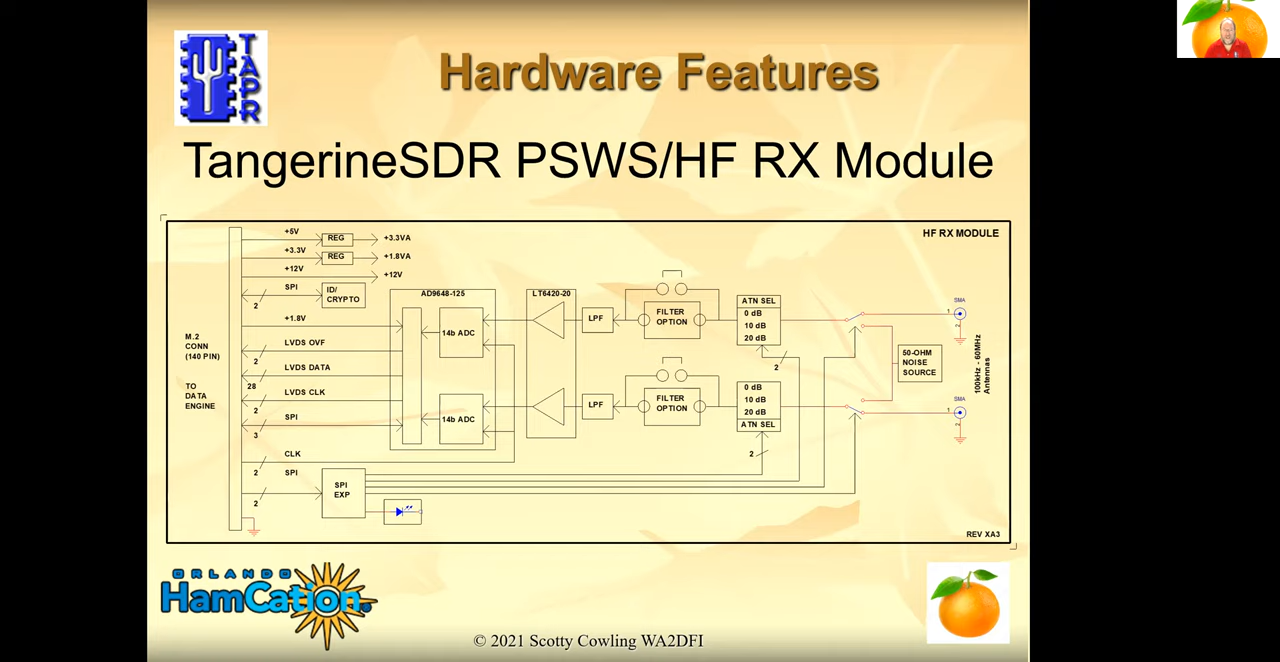 TAPR
Hardware Features
TangerineSDR PSWS/HF RX Module
HF RX MODULE
+5V
REG
+3.3VA
+3.3V
REG
+1.8VA
+12V
+12V
SPI
2
ID/
CRYPTO
AD9648-125
LT6420-20
+1.8V
M.2
CONN
(140 PIN)
TO
DATA
ENGINE
LVDS OVF
2
LVDS DATA
28
LVDS CLK
2
SPI
3
CLK
2
SPI
2
14b ADC
14b ADC
LPF
LPF
FILTER
OPTION
FILTER
OPTION
ATN SEL
0 dB
10 dB
20 dB
2
0 dB
10 dB
20 dB
ATN SEL
2
50-OHM
NOISE
SOURCE
SMA
1
2
SMA
1
2
100kHz - 60MHz
Antennas
SPI
EXP
REV XA3
ORLANDO
HamCation
®
© 2021 Scotty Cowling WA2DFI